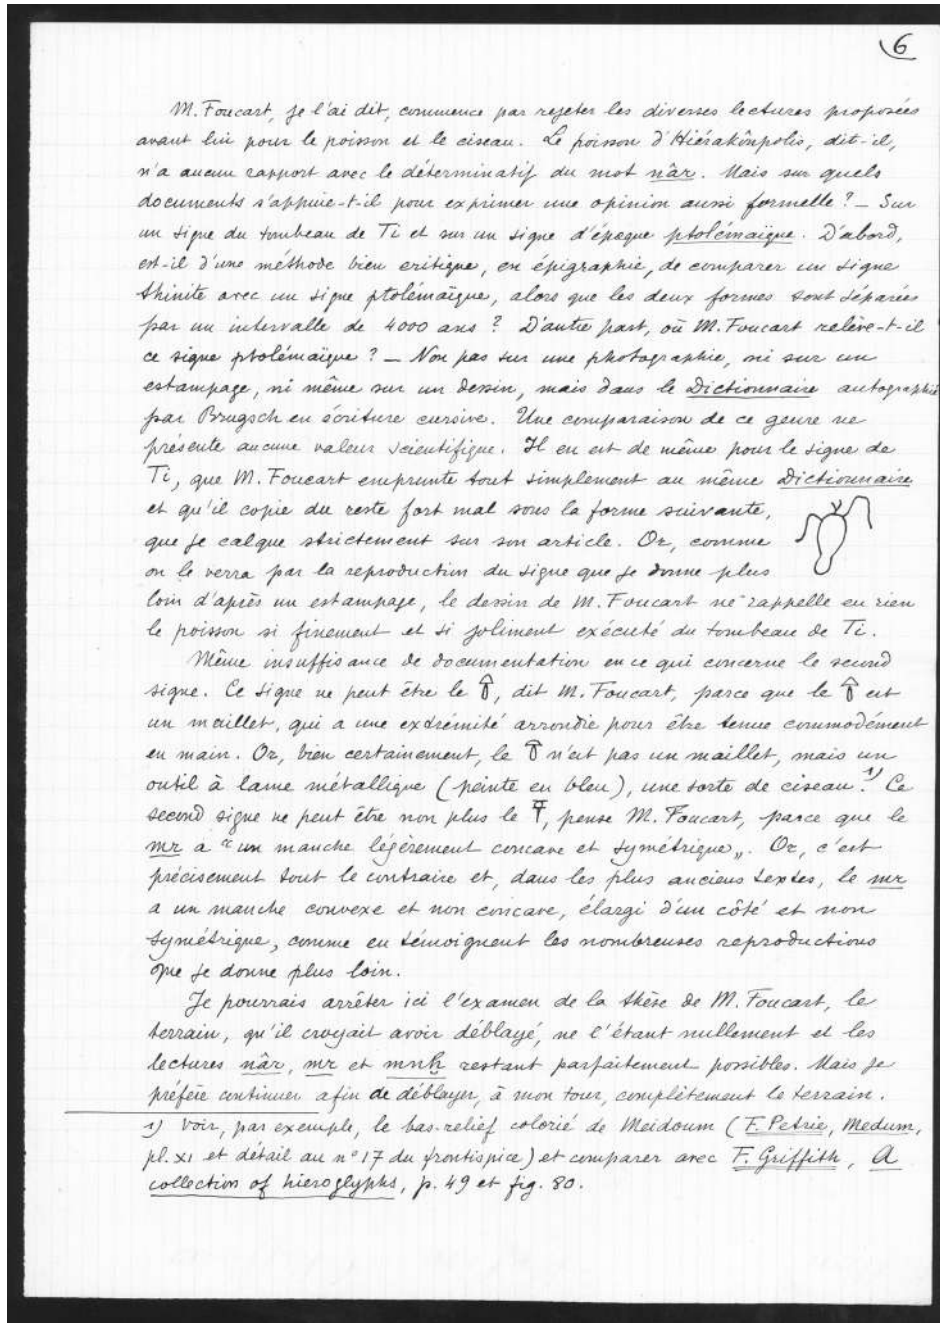 6
M. Foucart, je l'ai dit, commence par rejeter les diverses lectures proposées
avant lui pour le poisson et le ciseau. Le poisson d'Hiérakônpolis, dit-il,
n'a aucun rapport avec le déterminatif du mot nâr. Mais sur quels
documents s'appuie-t-il pour exprimer une opinion aussi formelle ? — Sur
un signe du tombeau de Ti et sur un signe d'époque ptolémaïque. D'abord,
est-il d'une méthode bien critique, en épigraphie, de comparer un signe
thinite avec un signe ptolémaïque, alors que les deux formes sont séparées
par un intervalle de 4000 ans ? D'autre part, où M. Foucart relève-t-il
ce signe ptolémaïque ? — Non pas sur une photographie, ni sur un
estampage, ni même sur un dessin, mais dans le Dictionnaire autographié
par Brugsch en écriture cursive. Une comparaison de ce genre ne
présente aucune valeur scientifique. Il en est de même pour le signe de
Ti, que M. Foucart emprunte tout simplement au même Dictionnaire
et qu'il copie du reste fort mal sous la forme suivante,
que je calque strictement sur son article. Or, comme
on le verra par la reproduction du signe que je donne plus
loin d'après un estampage, le dessin de M. Foucart ne rappelle en rien
le poisson si finement et si joliment exécuté du tombeau de Ti.
Même insuffisance de documentation en ce qui concerne le second
signe. Ce signe ne peut être le , dit M. Foucart, parce que le est
un maillet, qui a une extrémité arrondie pour être tenue commodément
en main. Or, bien certainement, le n'est pas un maillet, mais un
outil à lame métallique (peinte en bleu), une sorte de ciseau. 1) Ce
second signe ne peut être non plus le , pense M. Foucart, parce que le
mr a "un manche légèrement concave et symétrique„. Or, c'est
précisement tout le contraire et, dans les plus anciens textes, le mr
a un manche convexe et non concave, élargi d'un côté et non
symétrique, comme en témoignent les nombreuses reproductions
que je donne plus loin.
Je pourrais arrêter ici l'examen de la thèse de M. Foucart, le
terrain, qu'il croyait avoir déblayé, ne l'étant nullement et les
lectures nâr, mr et mnḫ restant parfaitement possibles. Mais je
préfère continuer afin de déblayer, à mon tour, complètement le terrain.
1) Voir, par exemple, le bas-relief colorié de Meidoum (F. Petrie, Medum,
pl. XI et détail au n° 17 du frontispice) et comparer avec F. Griffith, A
collection of hieroglyphs, p. 49 et fig. 80.